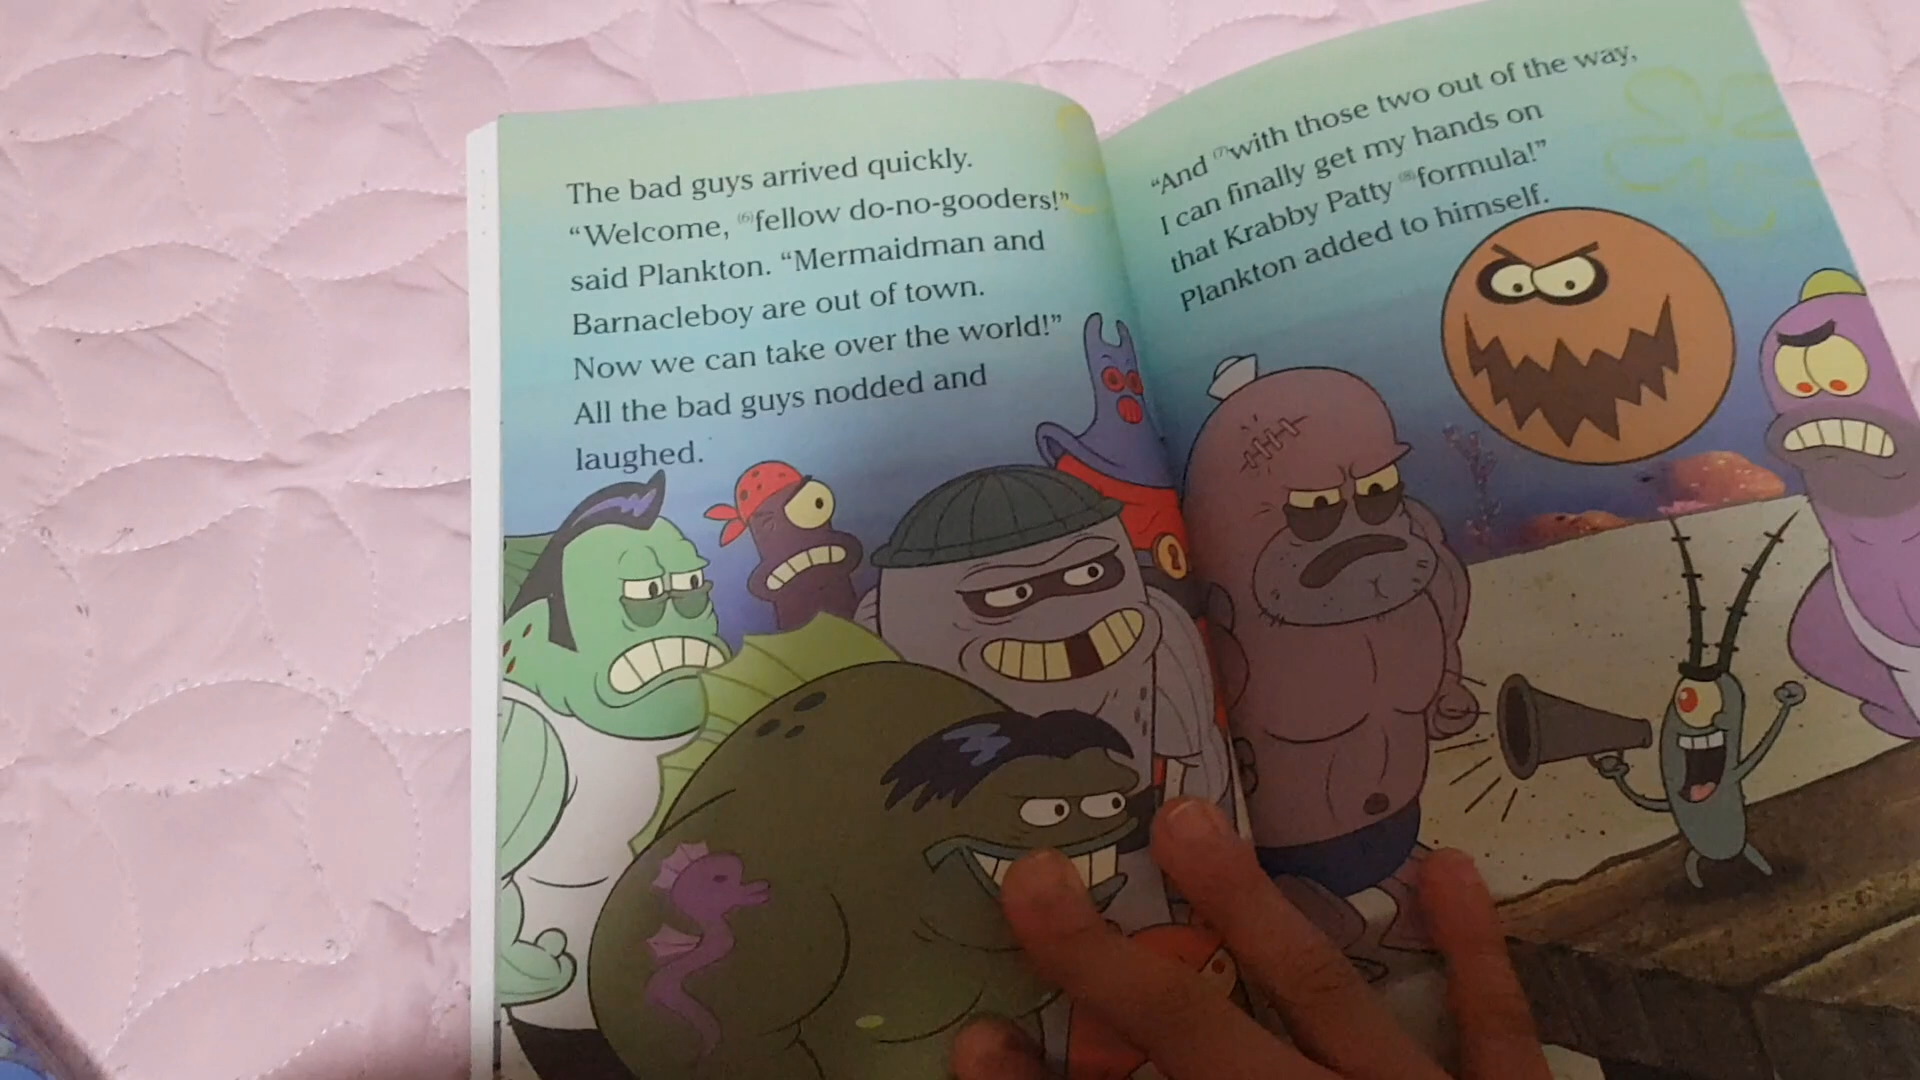 The bad guys arrived quickly.
“Welcome, (6)fellow do-no-gooders!”
said Plankton. “Mermaidman and
Barnacleboy are out of town.
Now we can take over the world!”
All the bad guys nodded and
laughed.
“And (7)with those two out of the way,
I can finally get my hands on
that Krabby Patty (8)formula!”
Plankton added to himself.